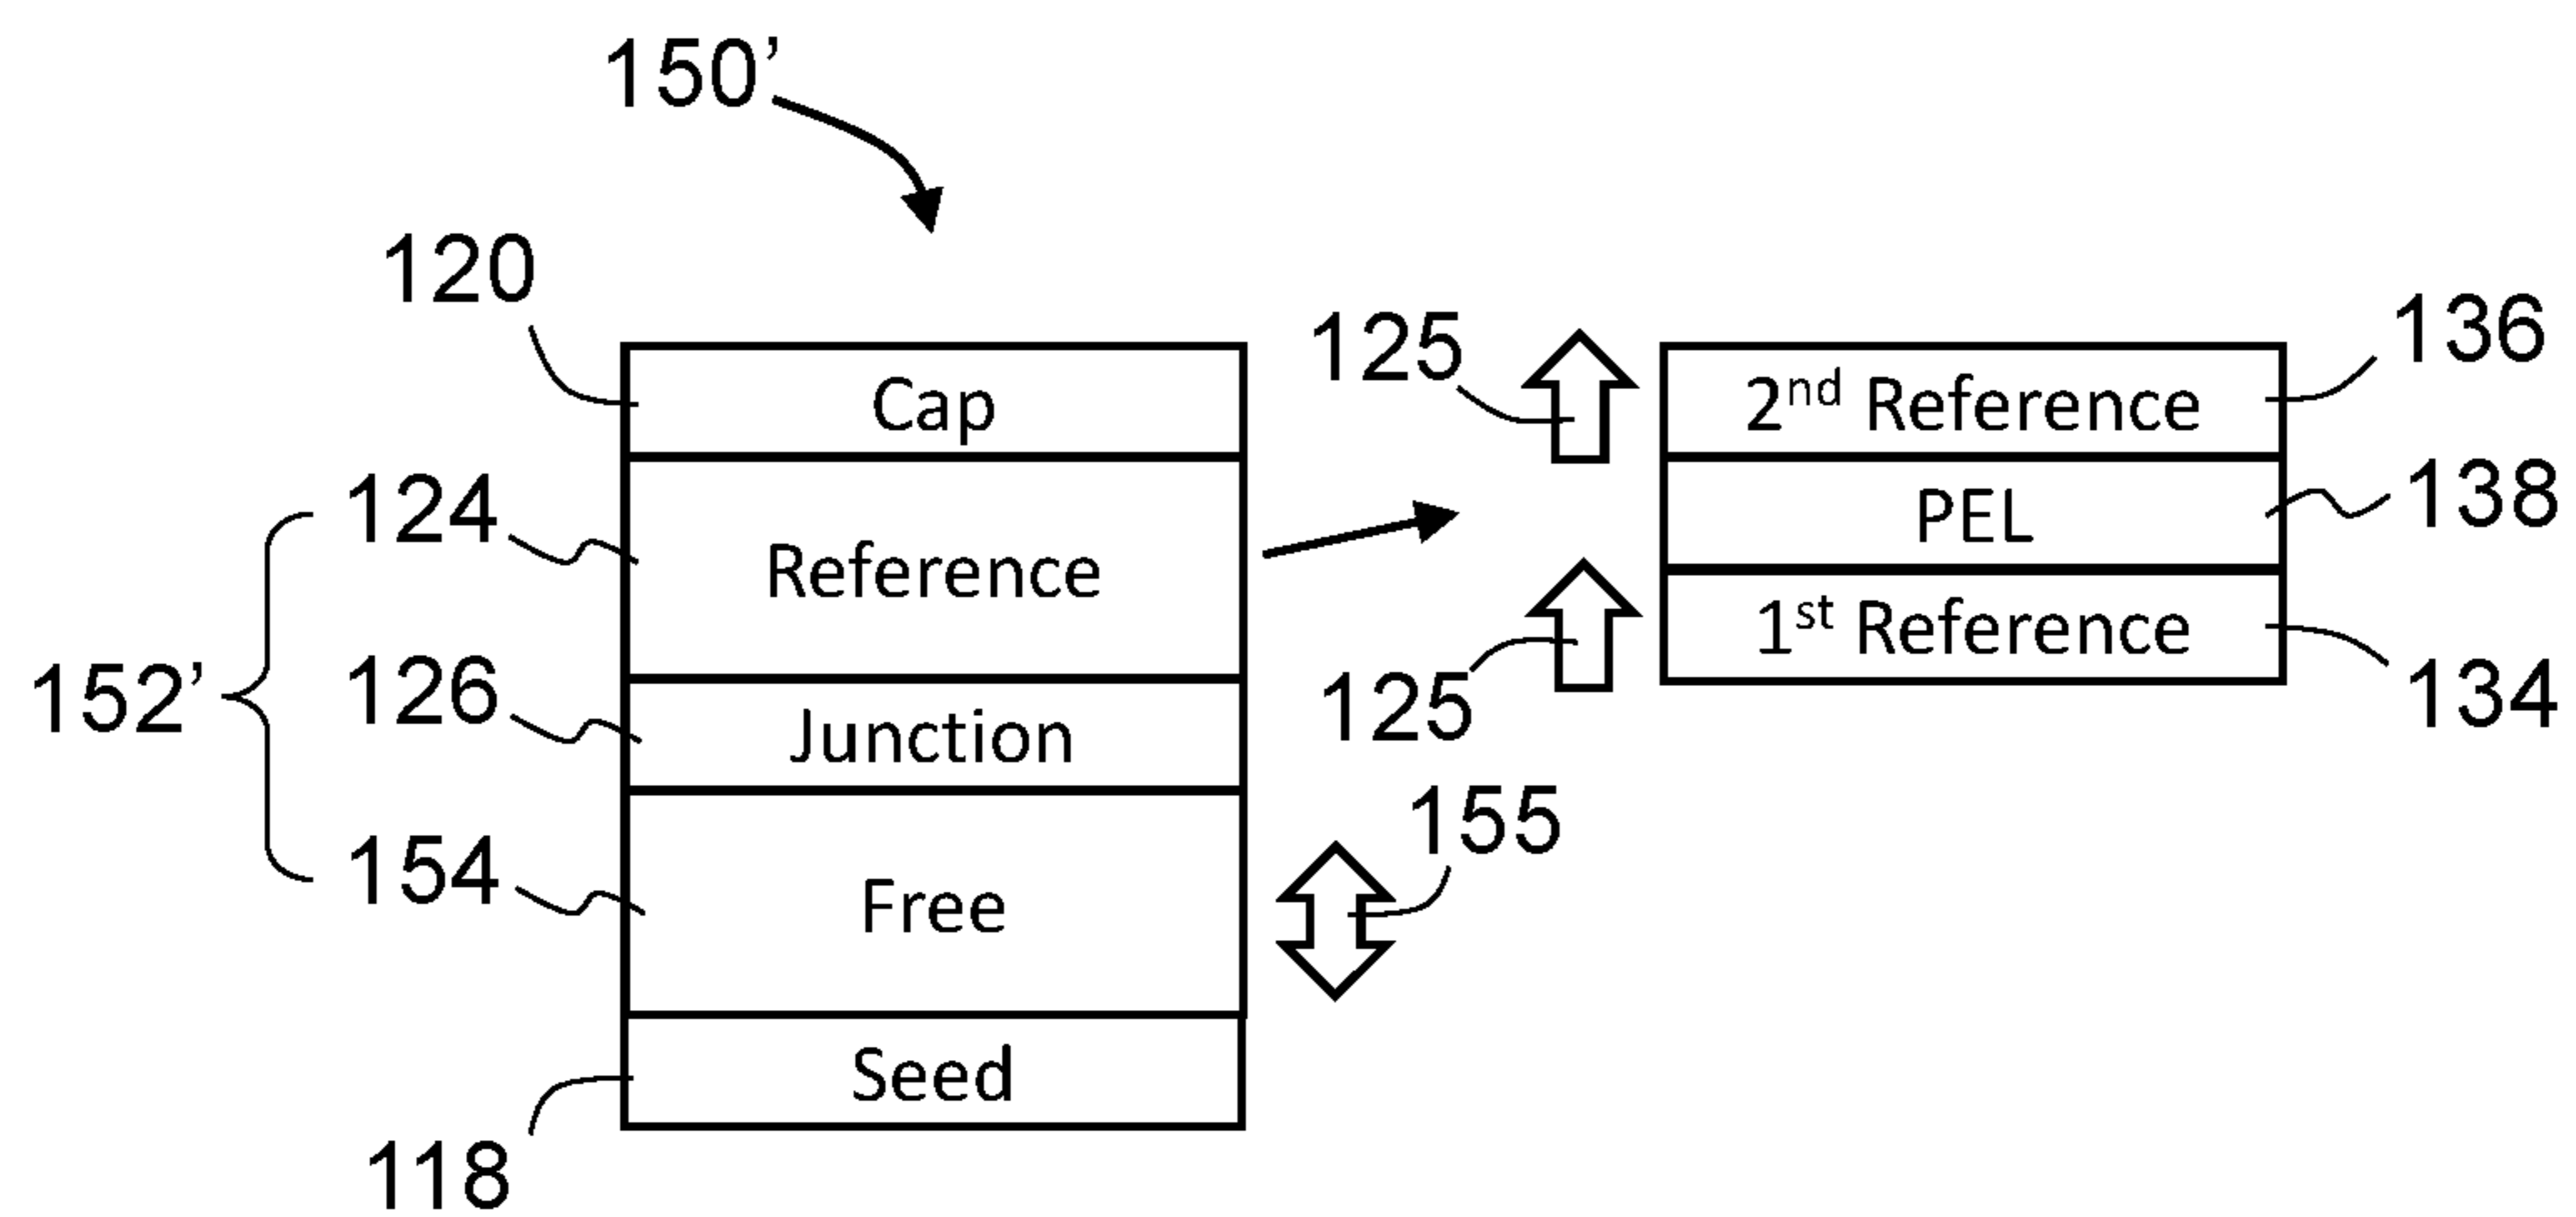 150’
120
Cap
125
2nd Reference
136
124
Reference
PEL
138
152’
126
Junction
125
1st Reference
134
154
Free
155
Seed
118